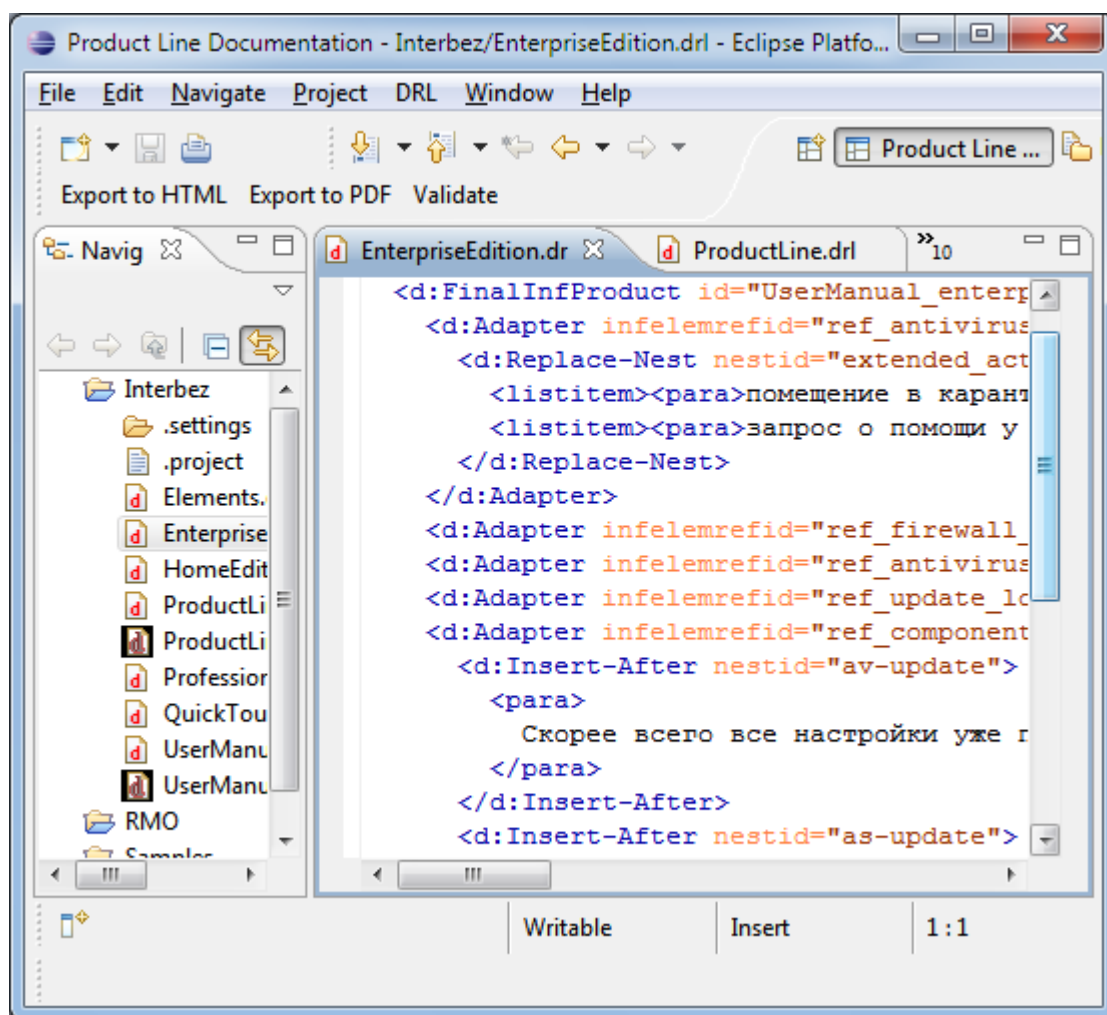 Product Line Documentation - Interbez/EnterpriseEdition.drl - Eclipse Platfo...
File Edit Navigate Project DRL Window Help
Product Line ...
Export to HTML Export to PDF Validate
Navig
EnterpriseEdition.dr ProductLine.drl »10
Interbez
.settings
.project
Elements.
Enterprise
HomeEdit
ProductLi
ProductLi
Profession
QuickTou
UserManu
UserManu
RMO
Samples
<d:FinalInfProduct id="UserManual_enterp
<d:Adapter infelemrefid="ref_antivirus
<d:Replace-Nest nestid="extended_act
<listitem><para>помещение в карант
<listitem><para>запрос о помощи у
</d:Replace-Nest>
</d:Adapter>
<d:Adapter infelemrefid="ref_firewall_
<d:Adapter infelemrefid="ref_antivirus
<d:Adapter infelemrefid="ref_update_lo
<d:Adapter infelemrefid="ref_component
<d:Insert-After nestid="av-update">
<para>
Скорее всего все настройки уже п
</para>
</d:Insert-After>
<d:Insert-After nestid="as-update">
Writable Insert 1:1